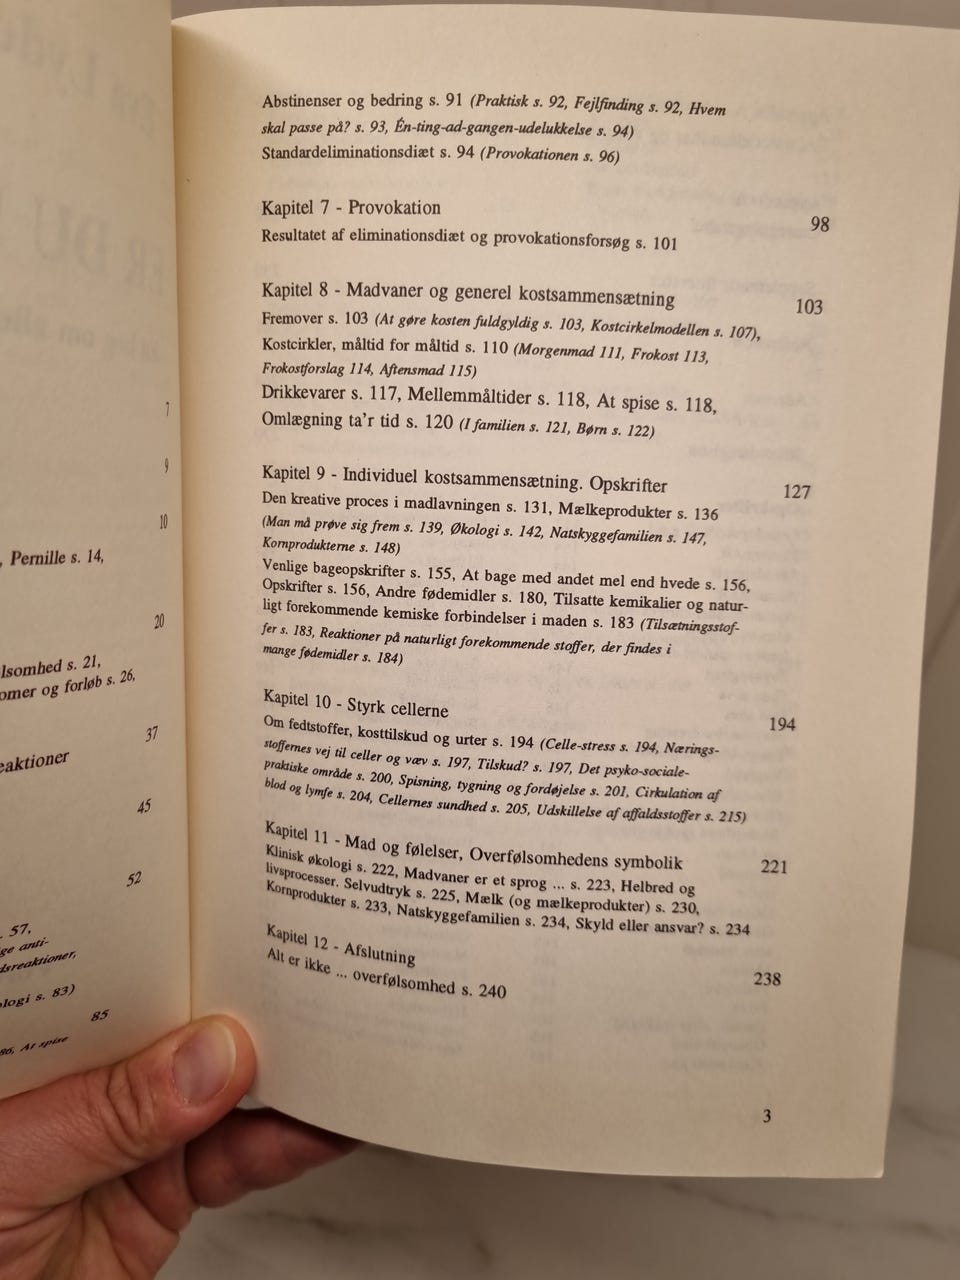 7
9
10
, Pernille s. 14,
20
lsomhed s. 21,
omer og forløb s. 26,
37
eaktioner
45
52
. 57,
ige anti-
dsreaktioner,
logi s. 83)
85
86, At spise
Abstinenser og bedring s. 91 (Praktisk s. 92, Fejlfinding s. 92, Hvem
skal passe på? s. 93, Én-ting-ad-gangen-udelukkelse s. 94)
Standardeliminationsdiæt s. 94 (Provokationen s. 96)
Kapitel 7 - Provokation 98
Resultatet af eliminationsdiæt og provokationsforsøg s. 101
Kapitel 8 - Madvaner og generel kostsammensætning 103
Fremover s. 103 (At gøre kosten fuldgyldig s. 103, Kostcirkelmodellen s. 107),
Kostcirkler, måltid for måltid s. 110 (Morgenmad 111, Frokost 113,
Frokostforslag 114, Aftensmad 115)
Drikkevarer s. 117, Mellemmåltider s. 118, At spise s. 118,
Omlægning ta'r tid s. 120 (I familien s. 121, Børn s. 122)
Kapitel 9 - Individuel kostsammensætning. Opskrifter 127
Den kreative proces i madlavningen s. 131, Mælkeprodukter s. 136
(Man må prøve sig frem s. 139, Økologi s. 142, Natskyggefamilien s. 147,
Kornprodukterne s. 148)
Venlige bageopskrifter s. 155, At bage med andet mel end hvede s. 156,
Opskrifter s. 156, Andre fødemidler s. 180, Tilsatte kemikalier og natur-
ligt forekommende kemiske forbindelser i maden s. 183 (Tilsætningsstof-
fer s. 183, Reaktioner på naturligt forekommende stoffer, der findes i
mange fødemidler s. 184)
Kapitel 10 - Styrk cellerne 194
Om fedtstoffer, kosttilskud og urter s. 194 (Celle-stress s. 194, Nærings-
stoffernes vej til celler og væv s. 197, Tilskud? s. 197, Det psyko-sociale-
praktiske område s. 200, Spisning, tygning og fordøjelse s. 201, Cirkulation af
blod og lymfe s. 204, Cellernes sundhed s. 205, Udskillelse af affaldsstoffer s. 215)
Kapitel 11 - Mad og følelser, Overfølsomhedens symbolik 221
Klinisk økologi s. 222, Madvaner er et sprog ... s. 223, Helbred og
livsprocesser. Selvudtryk s. 225, Mælk (og mælkeprodukter) s. 230,
Kornprodukter s. 233, Natskyggefamilien s. 234, Skyld eller ansvar? s. 234
Kapitel 12 - Afslutning 238
Alt er ikke ... overfølsomhed s. 240
3